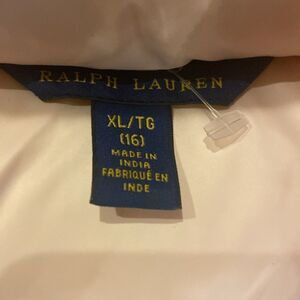 RALPH LAUREN
XL/TG
(16)
MADE IN
INDIA
FABRIQUÉ EN
INDE